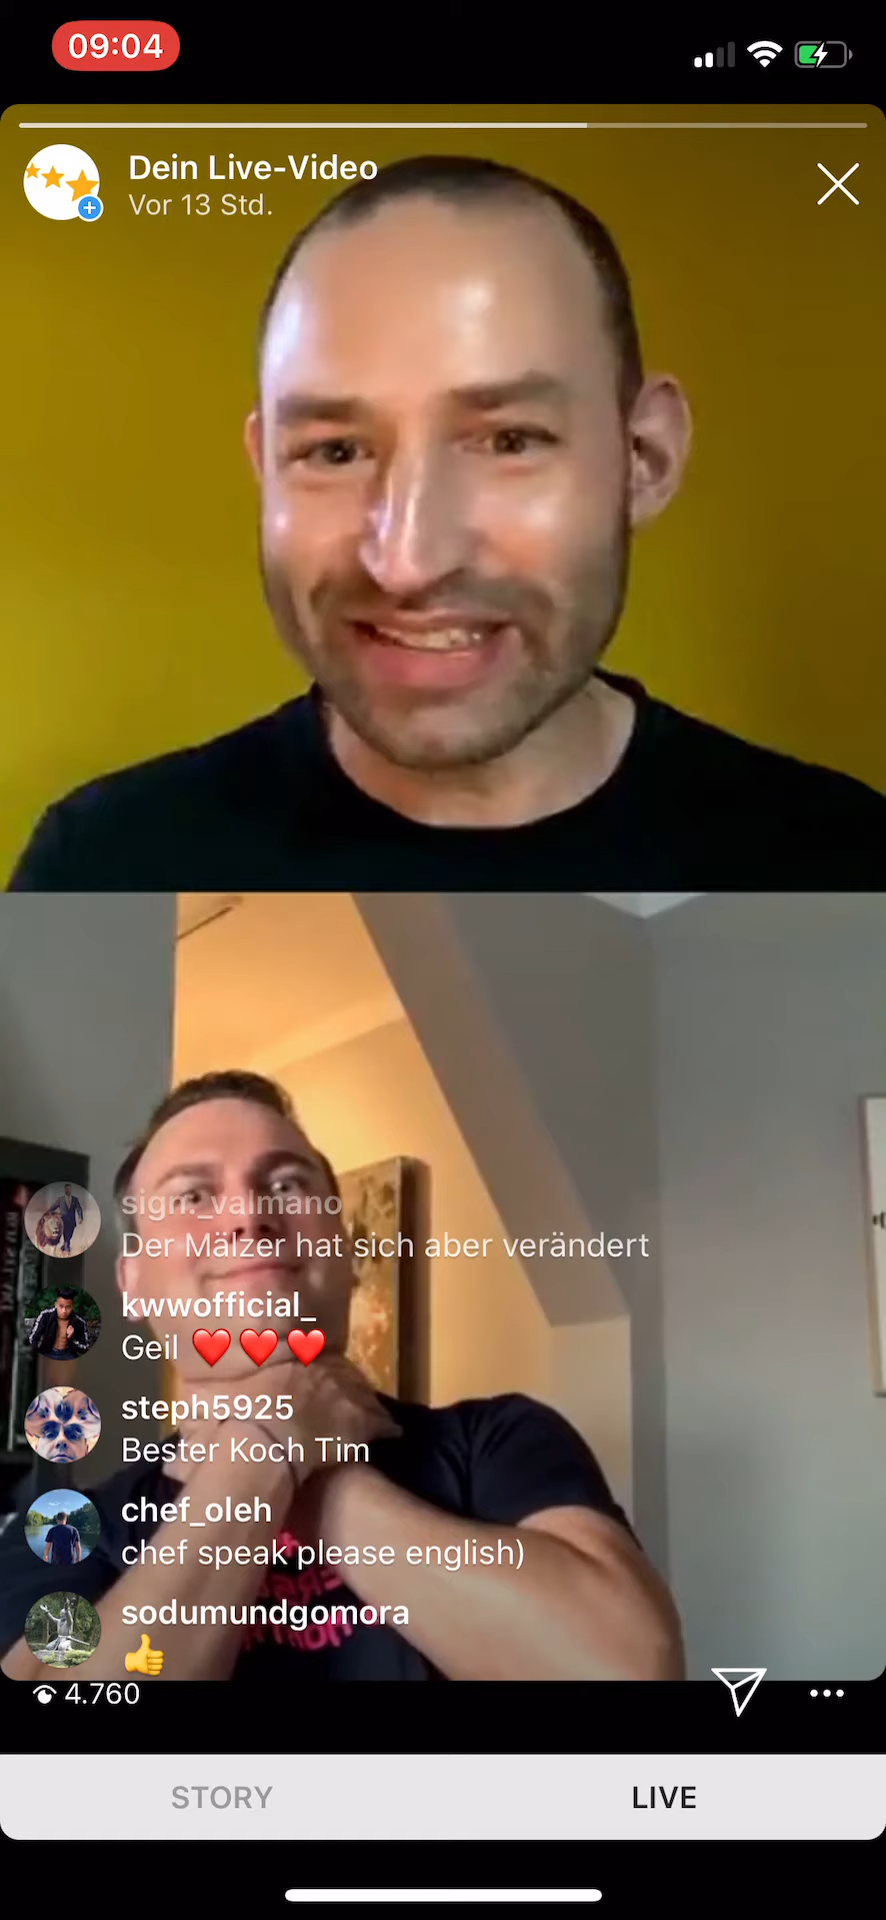 09:04
Dein Live-Video
Vor 13 Std.
sign._valmano
Der Mälzer hat sich aber verändert
kwwofficial_
Geil ❤️❤️❤️
steph5925
Bester Koch Tim
chef_oleh
chef speak please english)
sodumundgomora
👍
4.760
STORY
LIVE